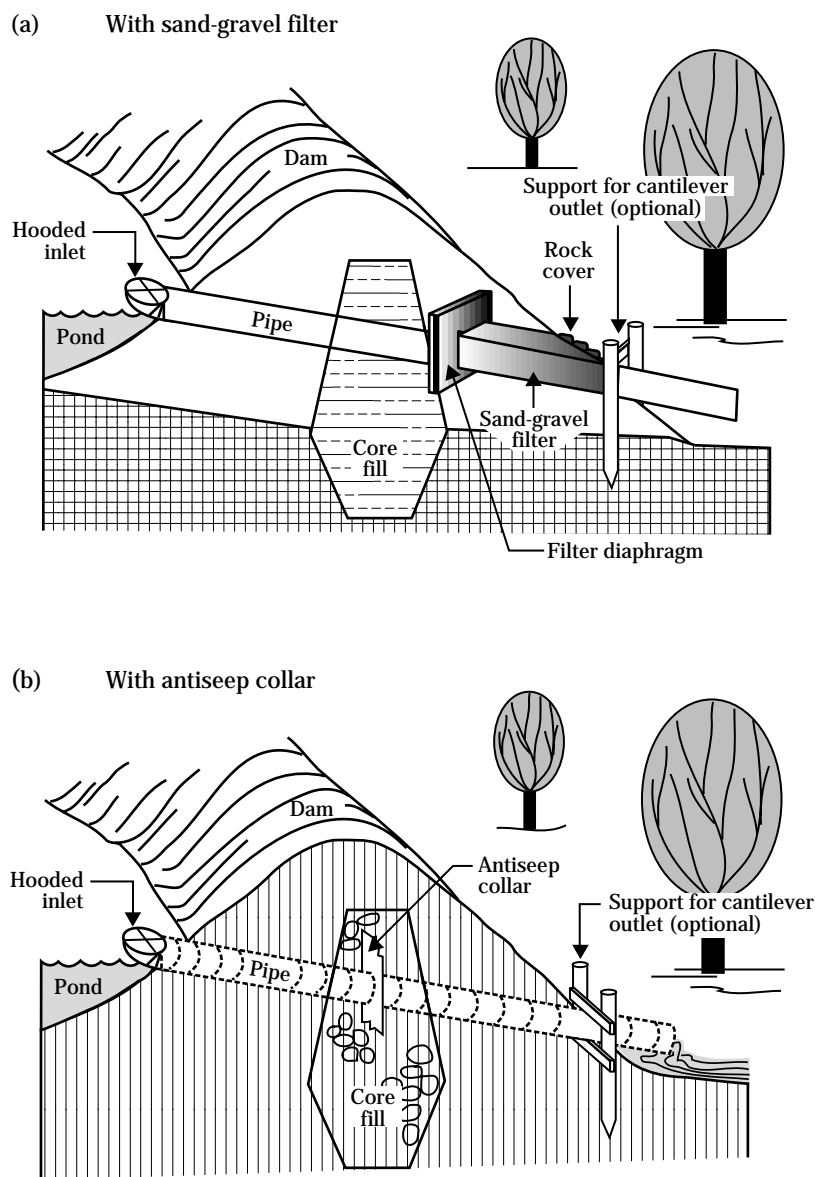 (a) With sand-gravel filter
Dam
Support for cantilever
outlet (optional)
Hooded
inlet
Rock
cover
Pipe
Pond
Sand-gravel
filter
Core
fill
Filter diaphragm
(b) With antiseep collar
Dam
Antiseep
collar
Hooded
inlet
Support for cantilever
outlet (optional)
Pipe
Pond
Core
fill